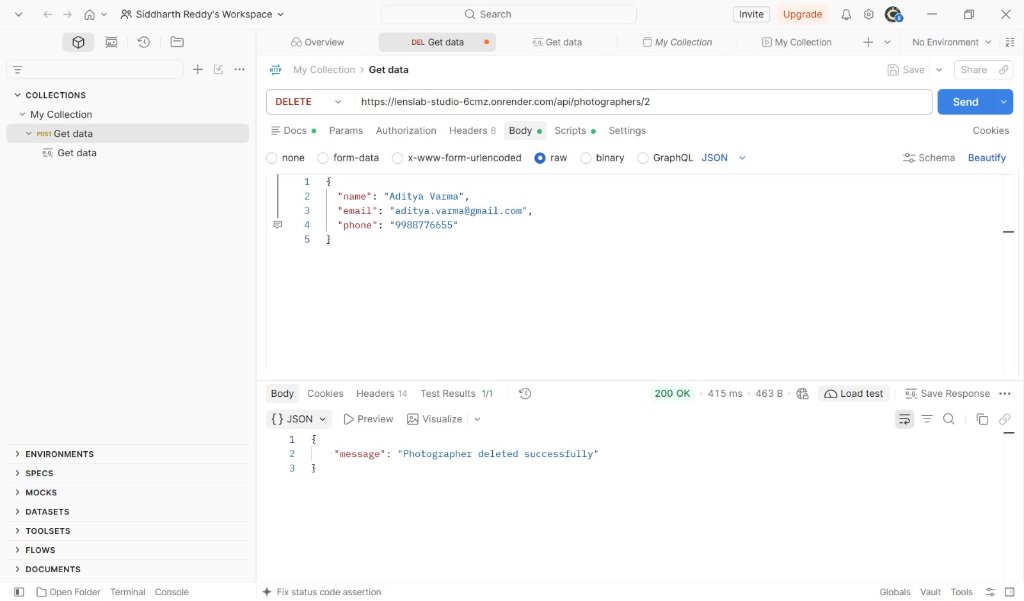 Siddharth Reddy's Workspace
Search
Invite
Upgrade
Overview
DEL Get data
e.g. Get data
My Collection
My Collection
No Environment
HTTP My Collection > Get data
Save
Share
COLLECTIONS
My Collection
POST Get data
e.g. Get data
DELETE
https://lenslab-studio-6cmz.onrender.com/api/photographers/2
Send
Docs
Params
Authorization
Headers 8
Body
Scripts
Settings
Cookies
none
form-data
x-www-form-urlencoded
raw
binary
GraphQL
JSON
Schema
Beautify
1 {
2 "name": "Aditya Varma",
3 "email": "aditya.varma@gmail.com",
4 "phone": "9988776655"
5 }
Body
Cookies
Headers 14
Test Results 1/1
200 OK
415 ms
463 B
Load test
e.g. Save Response
{} JSON
Preview
Visualize
1 {
2 "message": "Photographer deleted successfully"
3 }
ENVIRONMENTS
SPECS
MOCKS
DATASETS
TOOLSETS
FLOWS
DOCUMENTS
Open Folder
Terminal
Console
Fix status code assertion
Globals
Vault
Tools